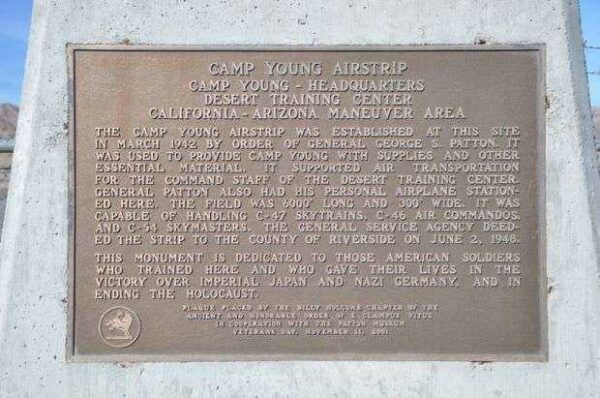 CAMP YOUNG AIRSTRIP
CAMP YOUNG - HEADQUARTERS
DESERT TRAINING CENTER
CALIFORNIA - ARIZONA MANEUVER AREA
THE CAMP YOUNG AIRSTRIP WAS ESTABLISHED AT THIS SITE
IN MARCH 1942 BY ORDER OF GENERAL GEORGE S. PATTON. IT
WAS USED TO PROVIDE CAMP YOUNG WITH SUPPLIES AND OTHER
ESSENTIAL MATERIAL. IT SUPPORTED AIR TRANSPORTATION
FOR THE COMMAND STAFF OF THE DESERT TRAINING CENTER.
GENERAL PATTON ALSO HAD HIS PERSONAL AIRPLANE STATION-
ED HERE. THE FIELD WAS 6000' LONG AND 300' WIDE. IT WAS
CAPABLE OF HANDLING C-47 SKYTRAINS, C-46 AIR COMMANDOS,
AND C-54 SKYMASTERS. THE GENERAL SERVICE AGENCY DEED-
ED THE STRIP TO THE COUNTY OF RIVERSIDE ON JUNE 2, 1948.
THIS MONUMENT IS DEDICATED TO THOSE AMERICAN SOLDIERS
WHO TRAINED HERE AND WHO GAVE THEIR LIVES IN THE
VICTORY OVER IMPERIAL JAPAN AND NAZI GERMANY, AND IN
ENDING THE HOLOCAUST.
PLAQUE PLACED BY THE BILLY HOLCOMB CHAPTER OF THE
ANCIENT AND HONORABLE ORDER OF E CLAMPUS VITUS
IN COOPERATION WITH THE PATTON MUSEUM
VETERANS DAY, NOVEMBER 11, 2001